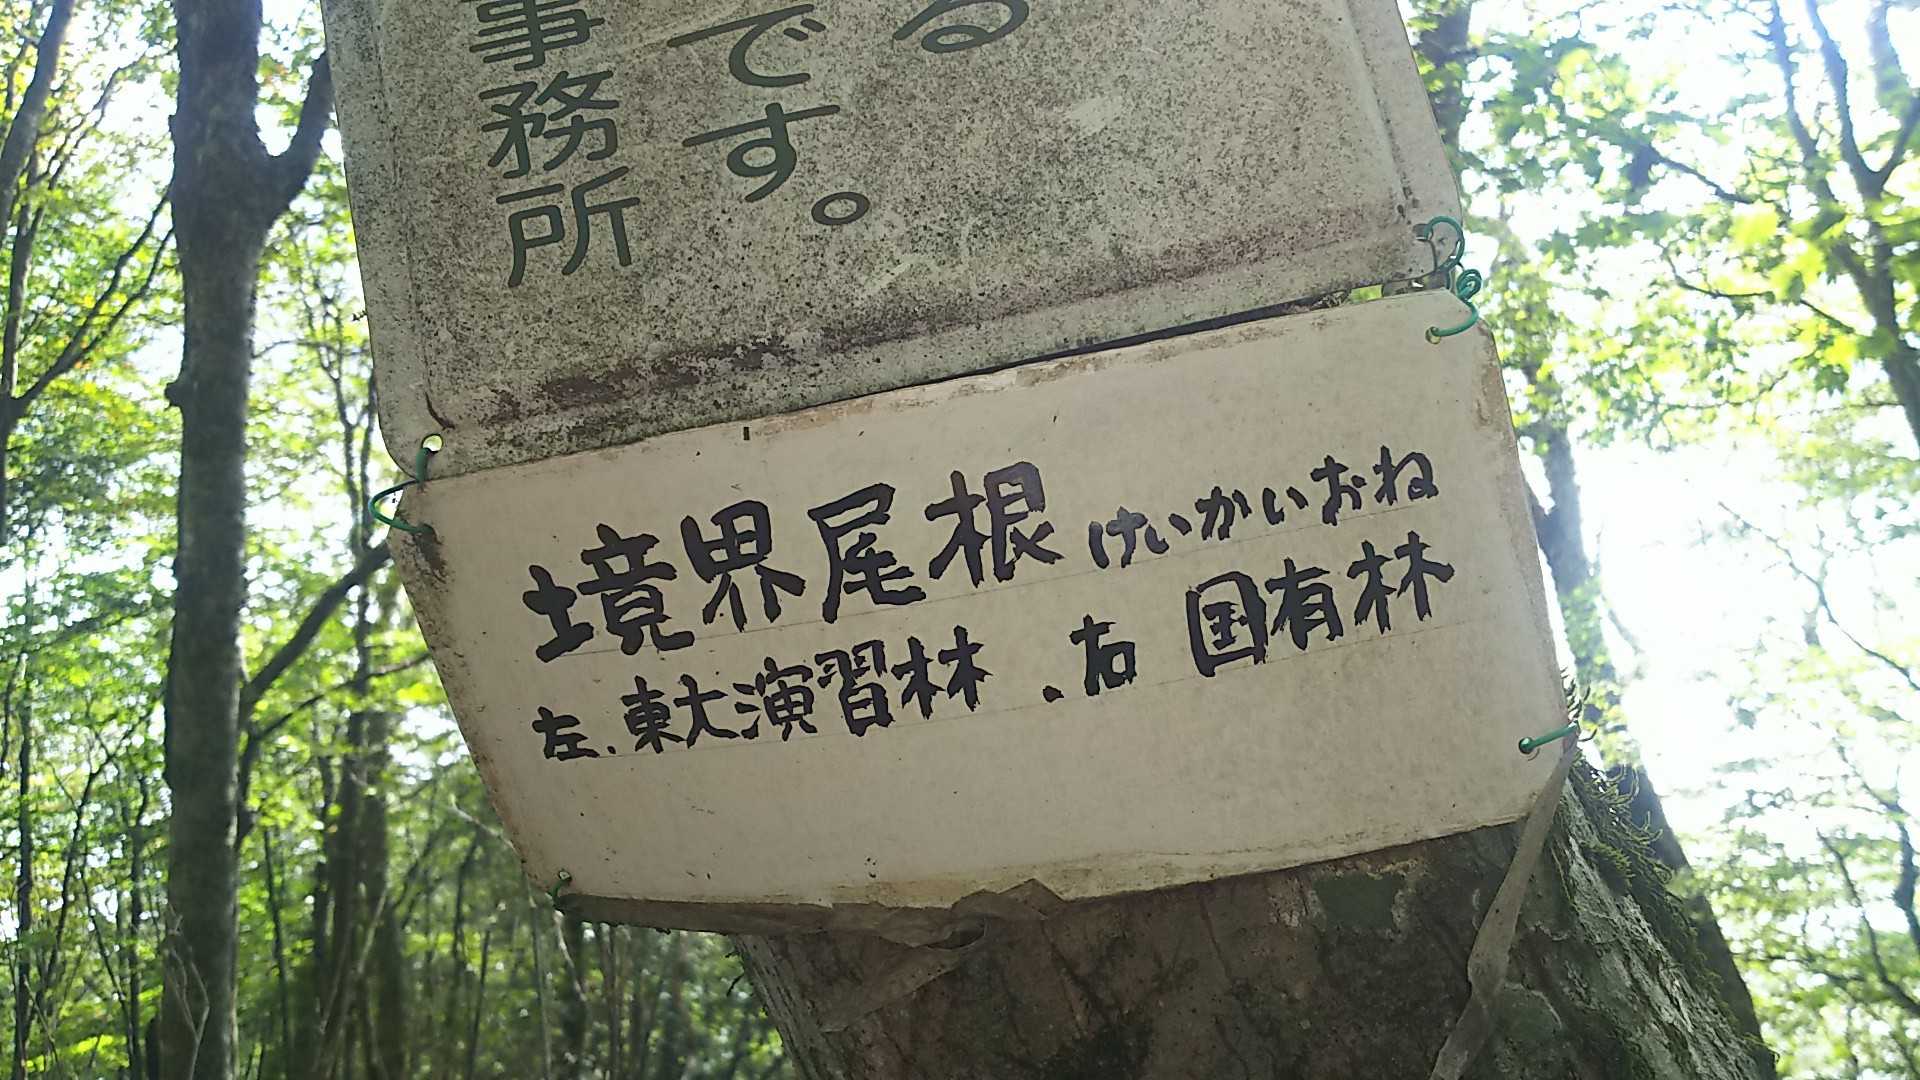 る
です。
事務所
境界尾根 けいかいおね
左、東大演習林、右 国有林